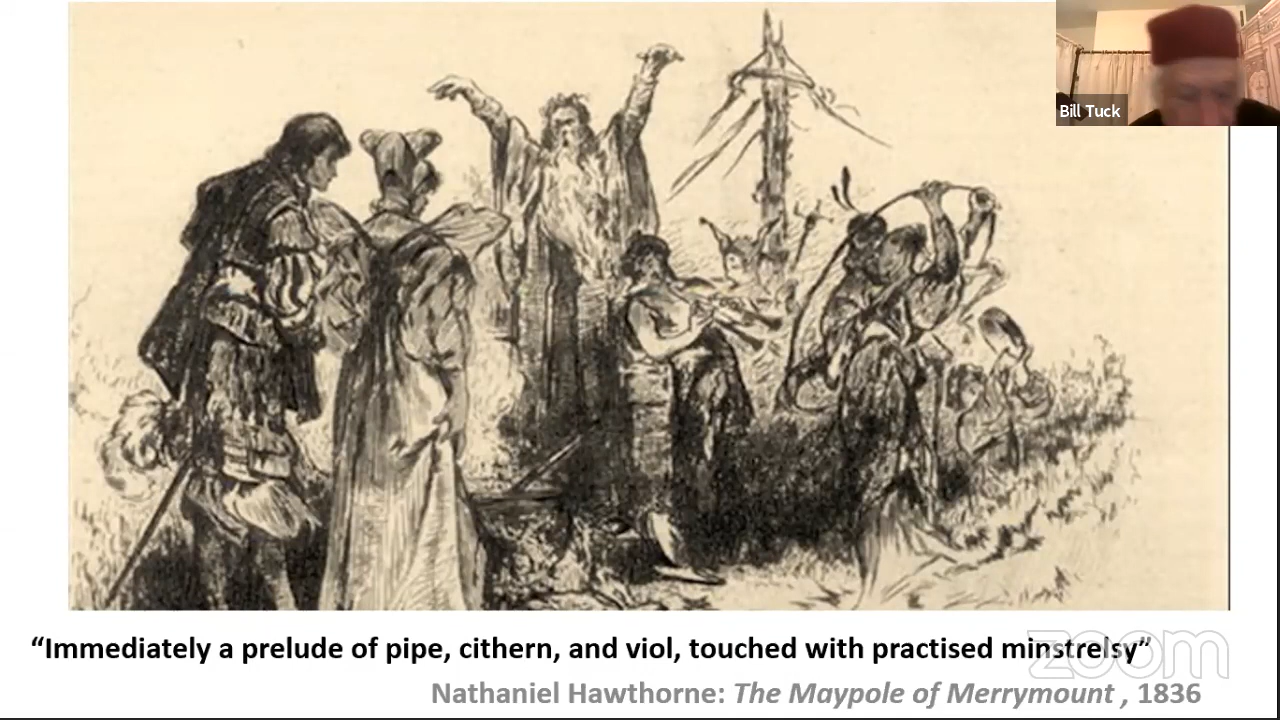 Bill Tuck
“Immediately a prelude of pipe, cithern, and viol, touched with practised minstrelsy”
zoom
Nathaniel Hawthorne: The Maypole of Merrymount , 1836